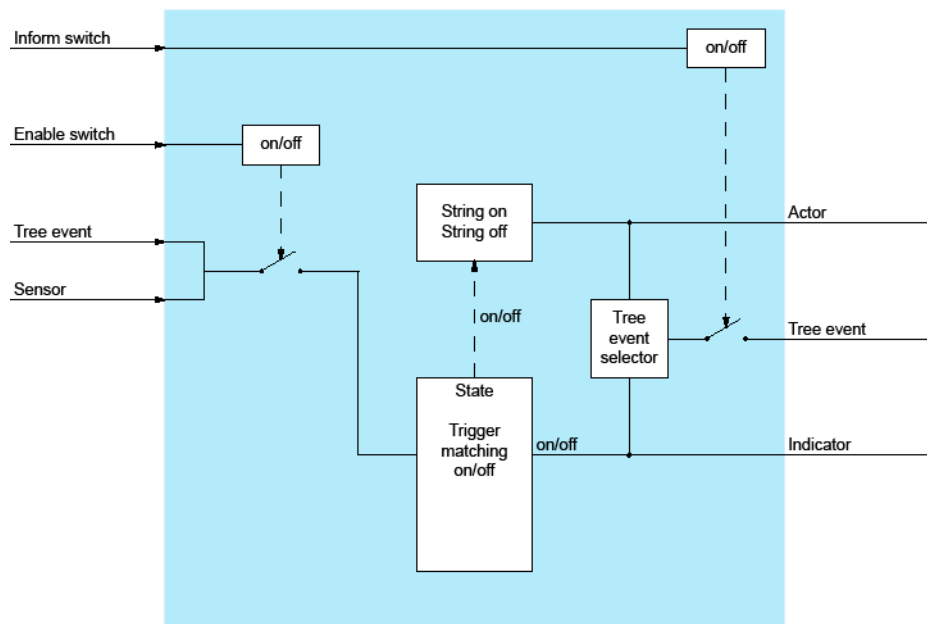 Inform switch
on/off
Enable switch
on/off
String on
String off
Actor
Tree event
Sensor
on/off
Tree
event
selector
Tree event
State
Trigger
matching
on/off
on/off
Indicator